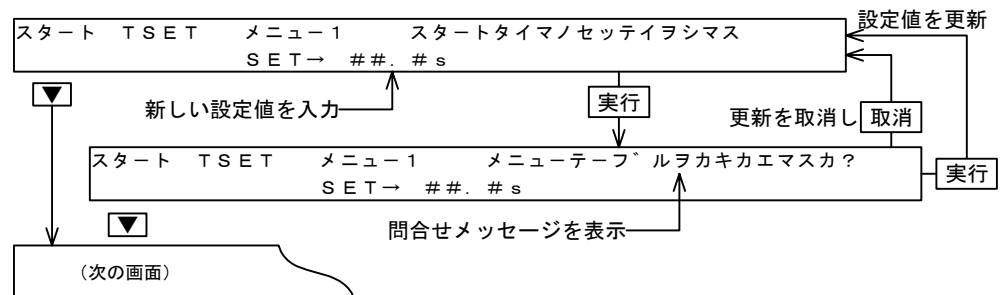 設定値を更新
スタート TSET メニュー1 スタートタイマノセッテイヲシマス
SET→ ##.#s
▼
新しい設定値を入力
実行
更新を取消し 取消
スタート TSET メニュー1 メニューテーブルヲカキカエマスカ?
SET→ ##.#s
実行
▼
問合せメッセージを表示
(次の画面)